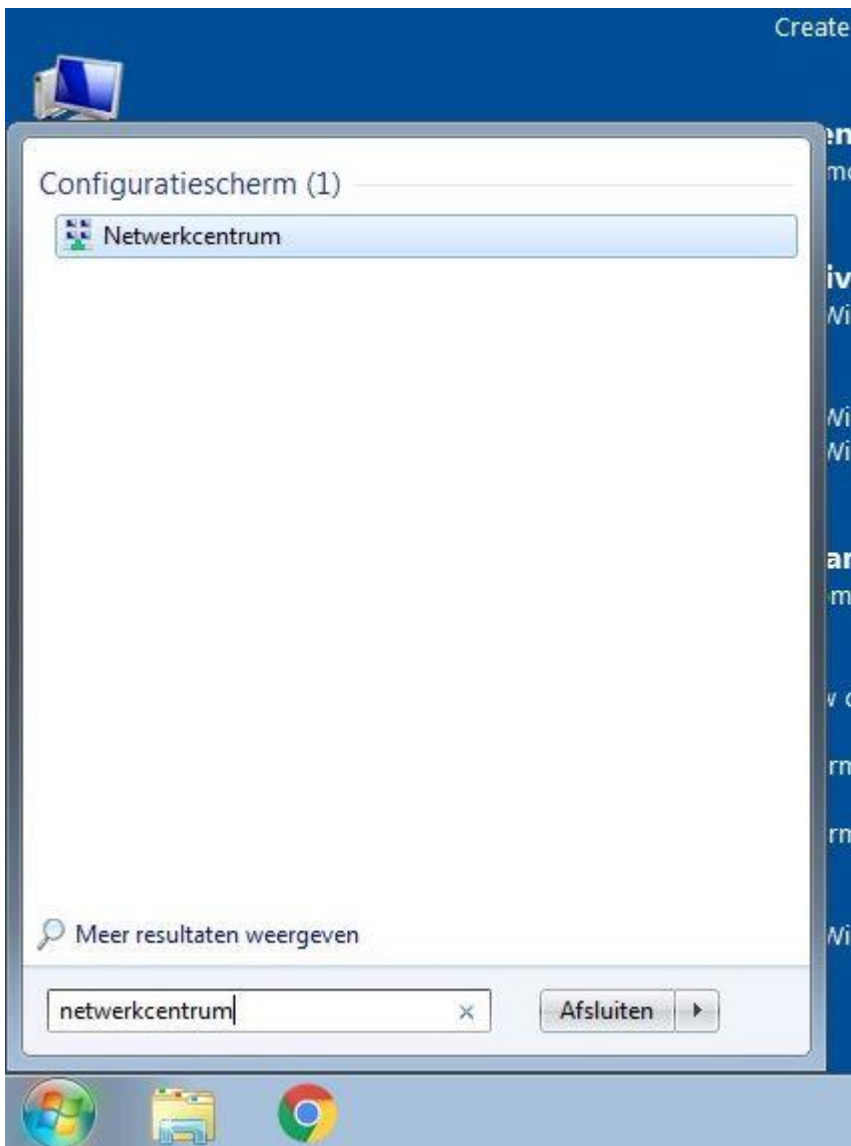 Create
Configuratiescherm (1)
Netwerkcentrum
Meer resultaten weergeven
netwerkcentrum
Afsluiten